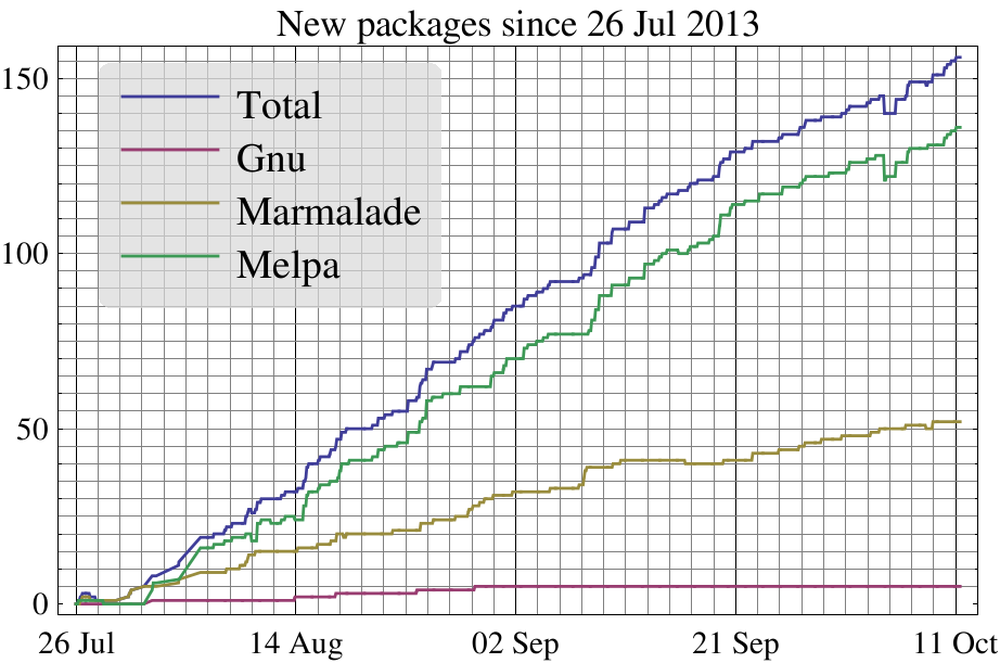 New packages since 26 Jul 2013
150
100
50
0
Total
Gnu
Marmalade
Melpa
26 Jul
14 Aug
02 Sep
21 Sep
11 Oct